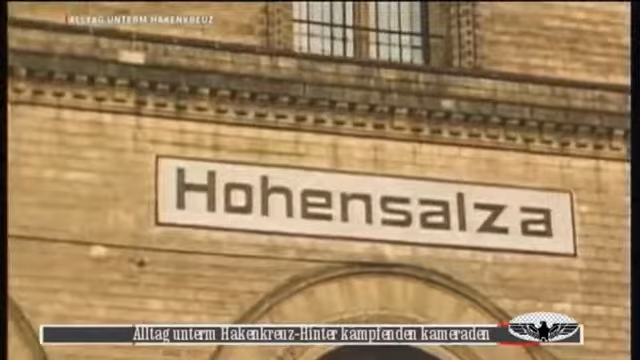 ALLTAG UNTERM HAKENKREUZ
Hohensalza
Alltag unterm Hakenkreuz-Hinter kampfenden kameraden